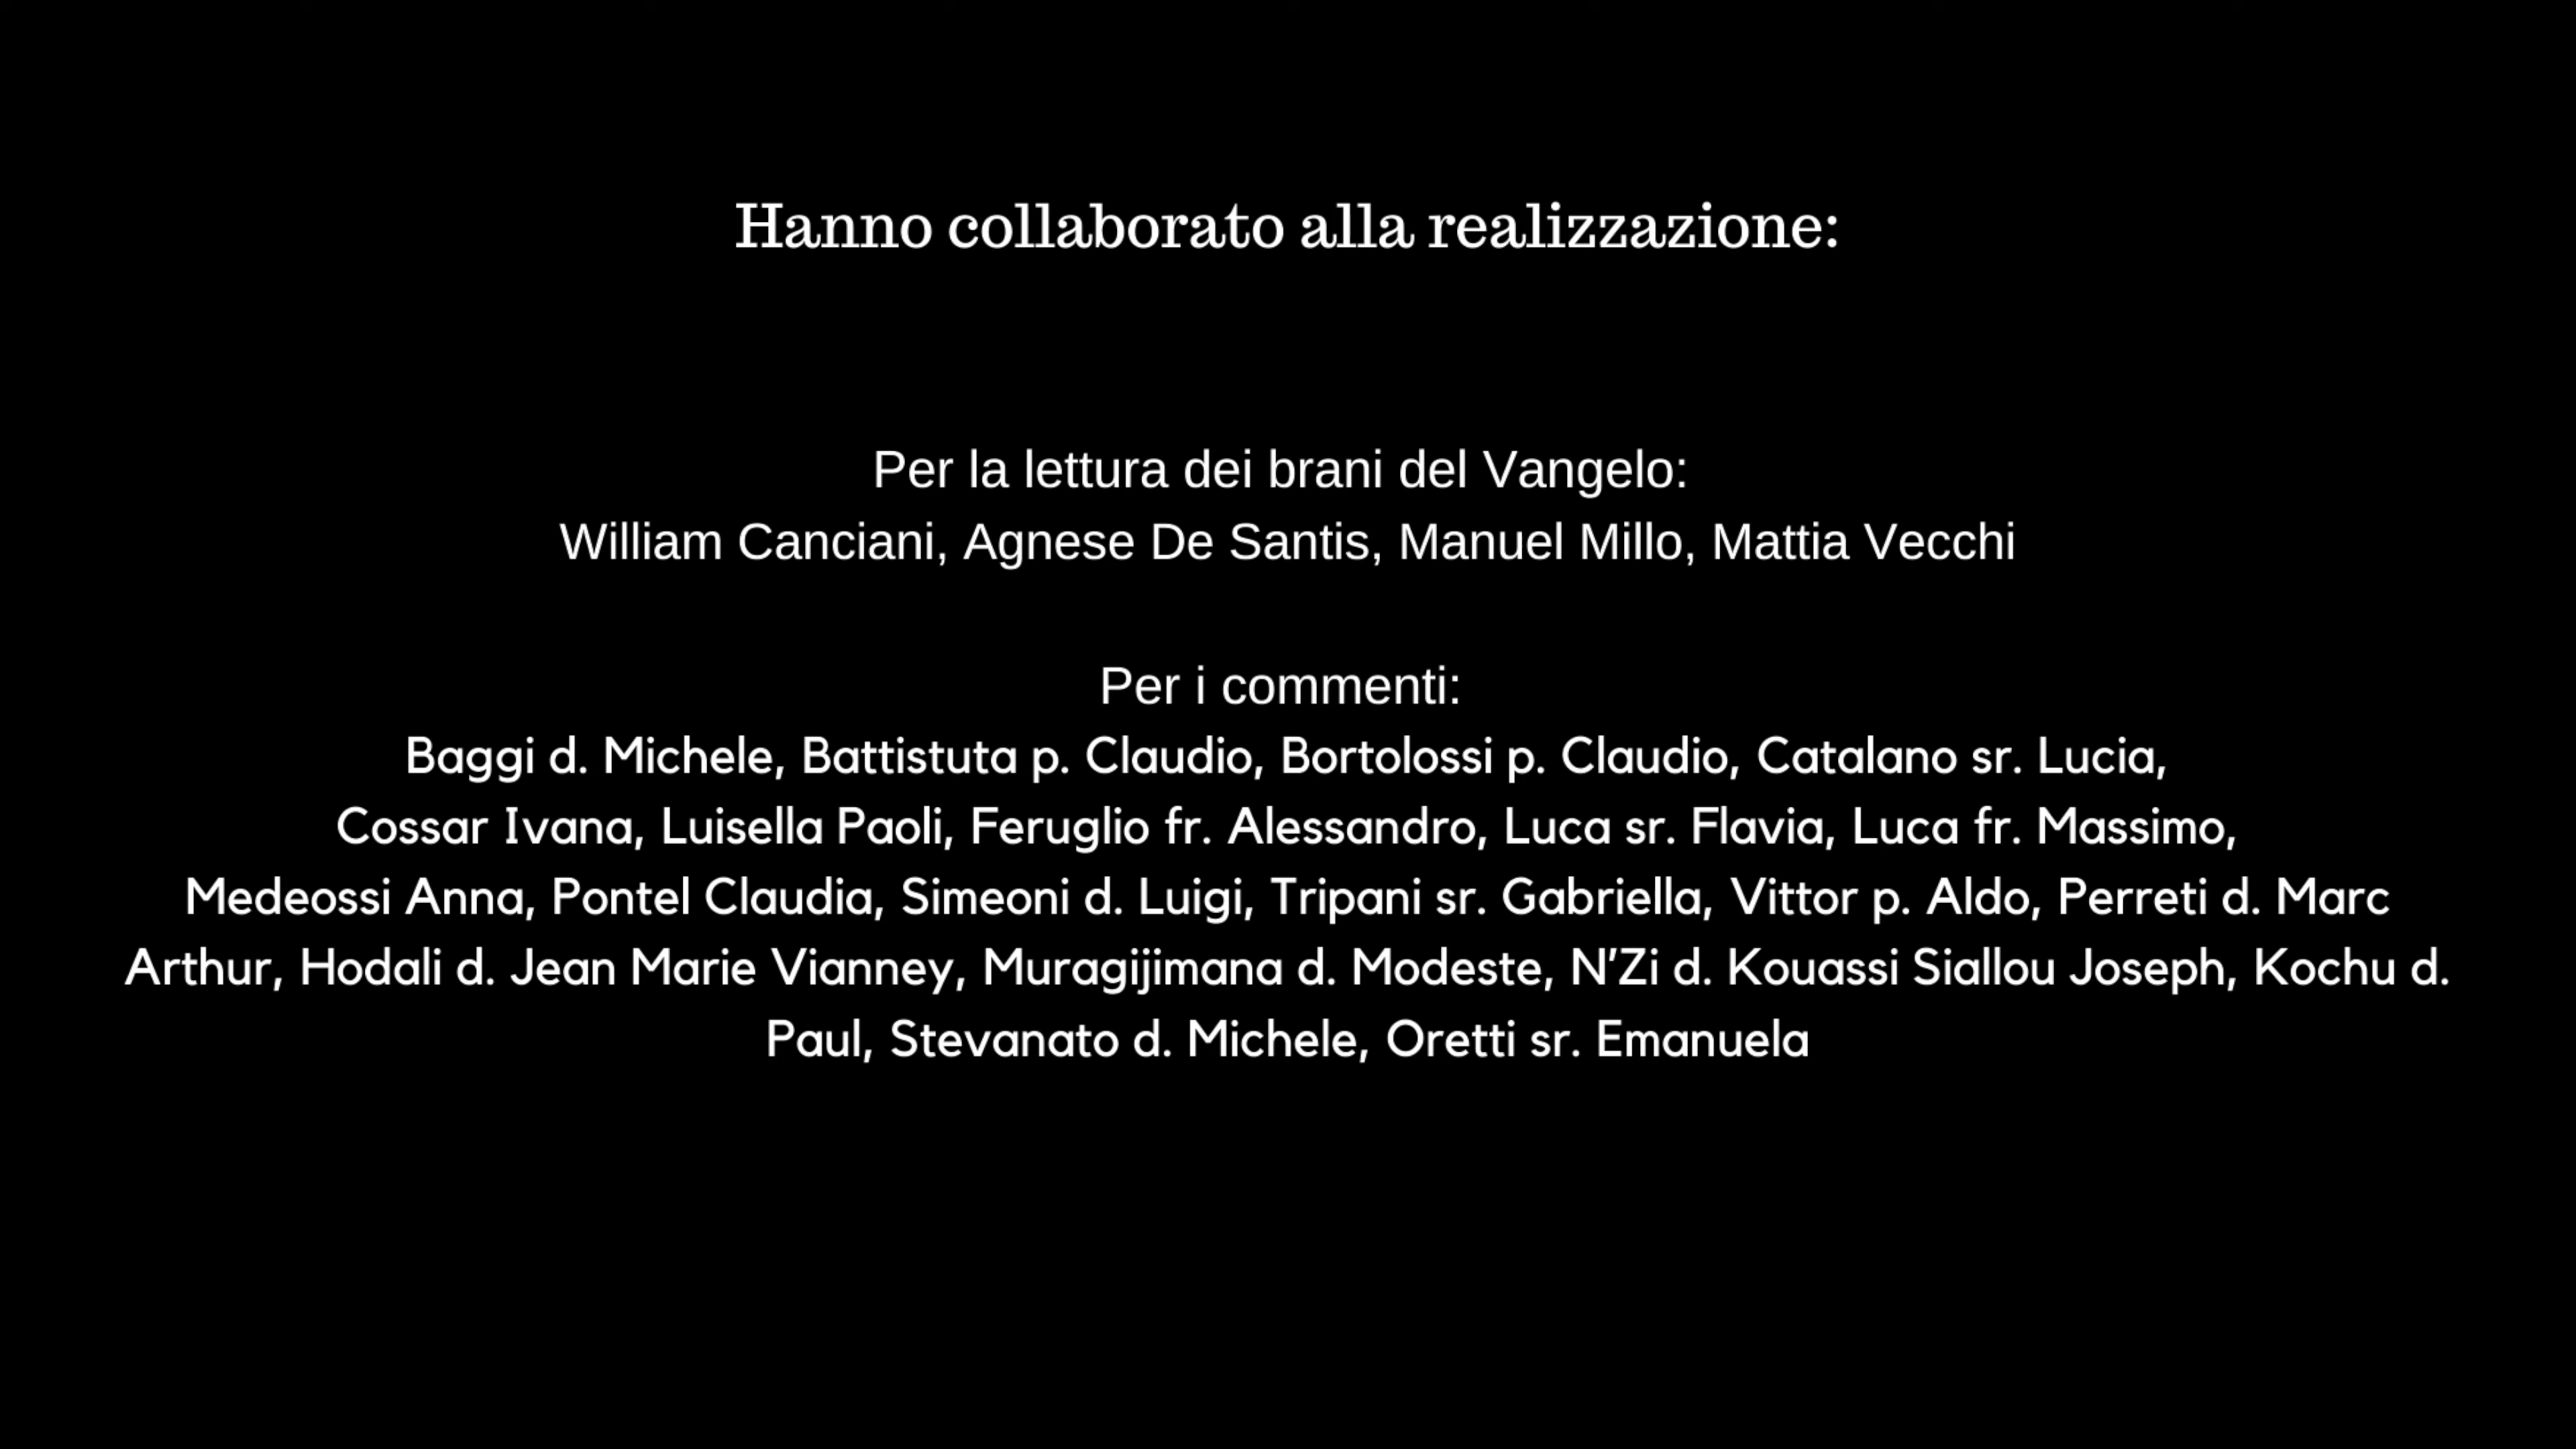 Hanno collaborato alla realizzazione:
Per la lettura dei brani del Vangelo:
William Canciani, Agnese De Santis, Manuel Millo, Mattia Vecchi
Per i commenti:
Baggi d. Michele, Battistuta p. Claudio, Bortolossi p. Claudio, Catalano sr. Lucia,
Cossar Ivana, Luisella Paoli, Feruglio fr. Alessandro, Luca sr. Flavia, Luca fr. Massimo,
Medeossi Anna, Pontel Claudia, Simeoni d. Luigi, Tripani sr. Gabriella, Vittor p. Aldo, Perreti d. Marc
Arthur, Hodali d. Jean Marie Vianney, Muragijimana d. Modeste, N’Zi d. Kouassi Siallou Joseph, Kochu d.
Paul, Stevanato d. Michele, Oretti sr. Emanuela